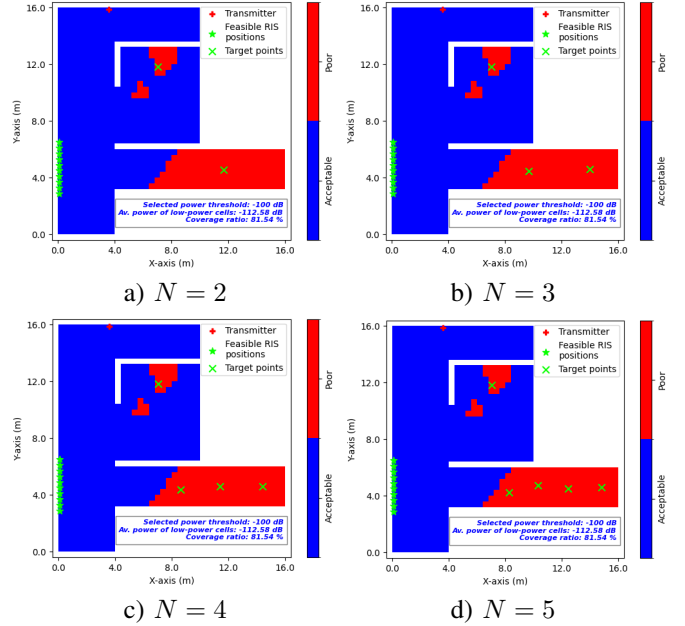 16.0
12.0
8.0
4.0
0.0
Y-axis (m)
0.0 4.0 8.0 12.0 16.0
X-axis (m)
Transmitter
Feasible RIS
positions
Target points
Selected power threshold: -100 dB
Av. power of low-power cells: -112.58 dB
Coverage ratio: 81.54 %
Poor
Acceptable
a) N = 2
16.0
12.0
8.0
4.0
0.0
Y-axis (m)
0.0 4.0 8.0 12.0 16.0
X-axis (m)
Transmitter
Feasible RIS
positions
Target points
Selected power threshold: -100 dB
Av. power of low-power cells: -112.58 dB
Coverage ratio: 81.54 %
Poor
Acceptable
b) N = 3
16.0
12.0
8.0
4.0
0.0
Y-axis (m)
0.0 4.0 8.0 12.0 16.0
X-axis (m)
Transmitter
Feasible RIS
positions
Target points
Selected power threshold: -100 dB
Av. power of low-power cells: -112.58 dB
Coverage ratio: 81.54 %
Poor
Acceptable
c) N = 4
16.0
12.0
8.0
4.0
0.0
Y-axis (m)
0.0 4.0 8.0 12.0 16.0
X-axis (m)
Transmitter
Feasible RIS
positions
Target points
Selected power threshold: -100 dB
Av. power of low-power cells: -112.58 dB
Coverage ratio: 81.54 %
Poor
Acceptable
d) N = 5